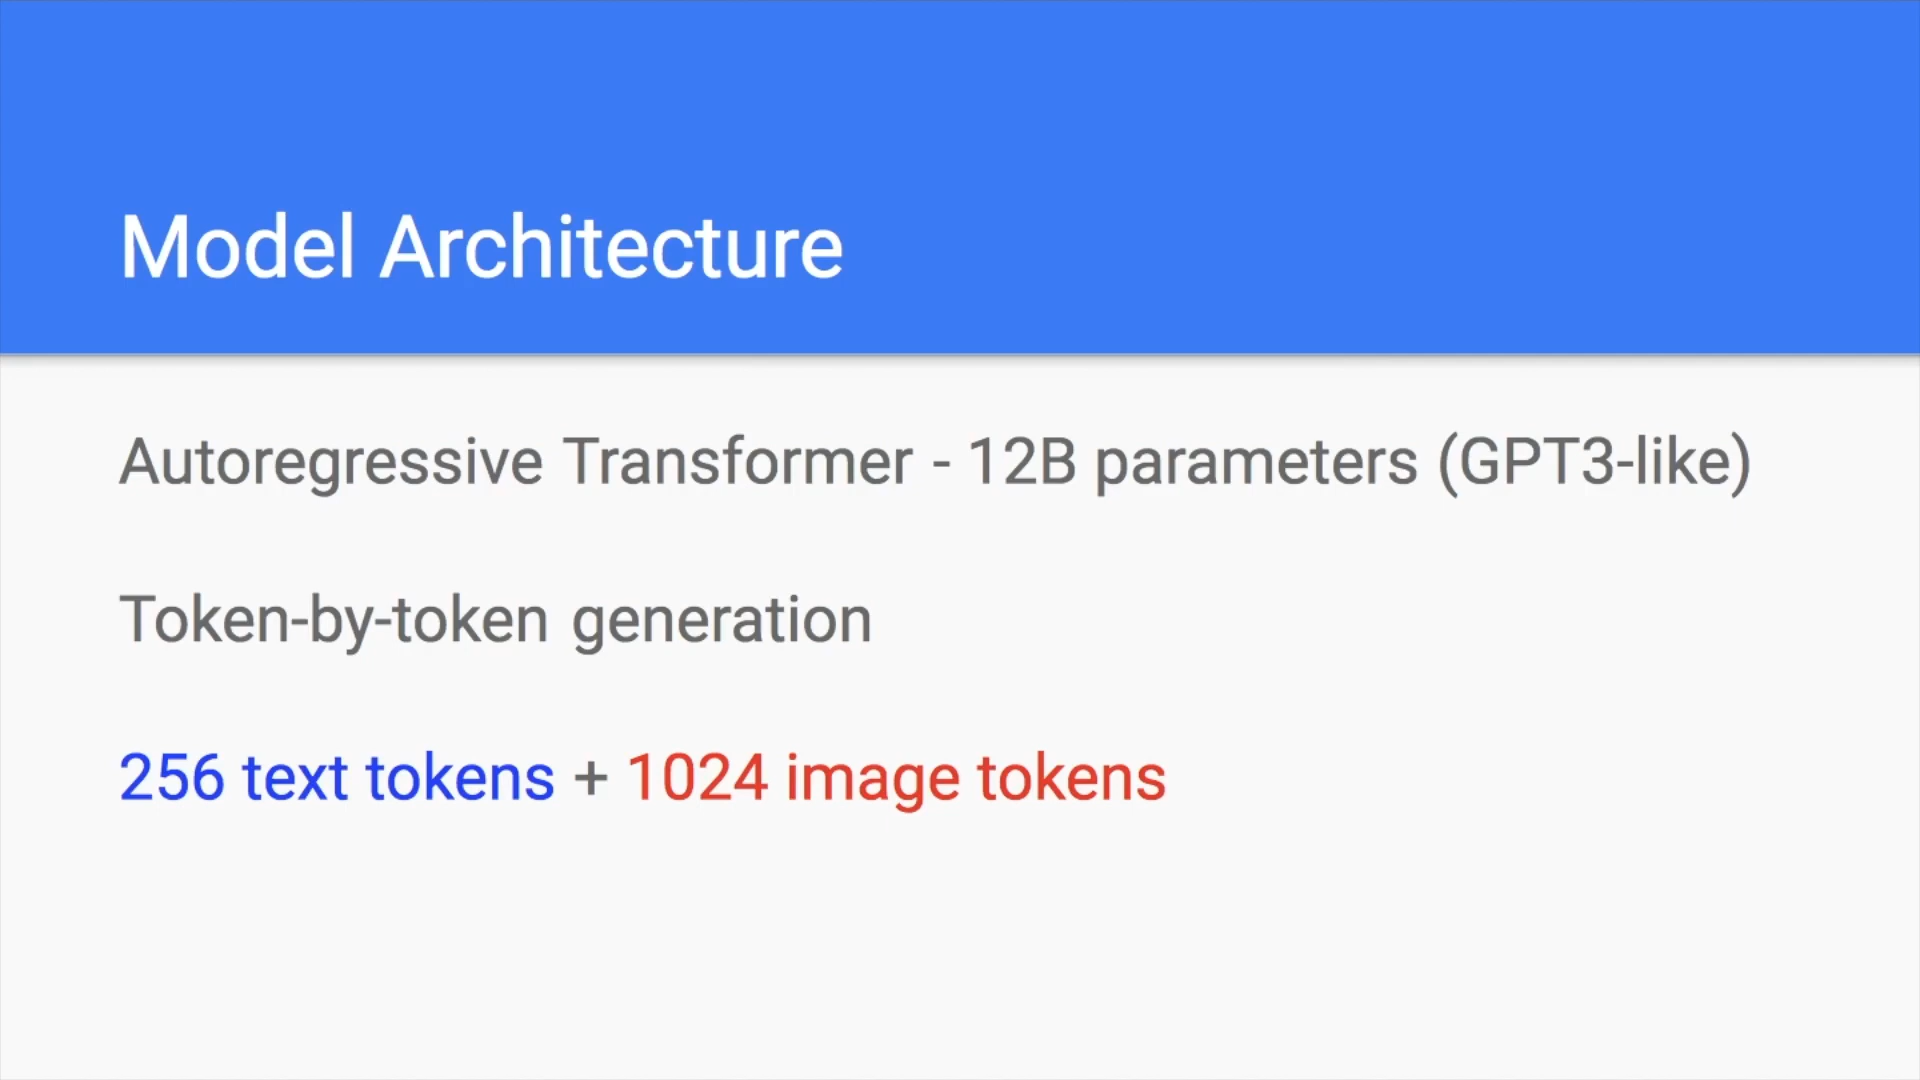 Model Architecture
Autoregressive Transformer - 12B parameters (GPT3-like)
Token-by-token generation
256 text tokens + 1024 image tokens